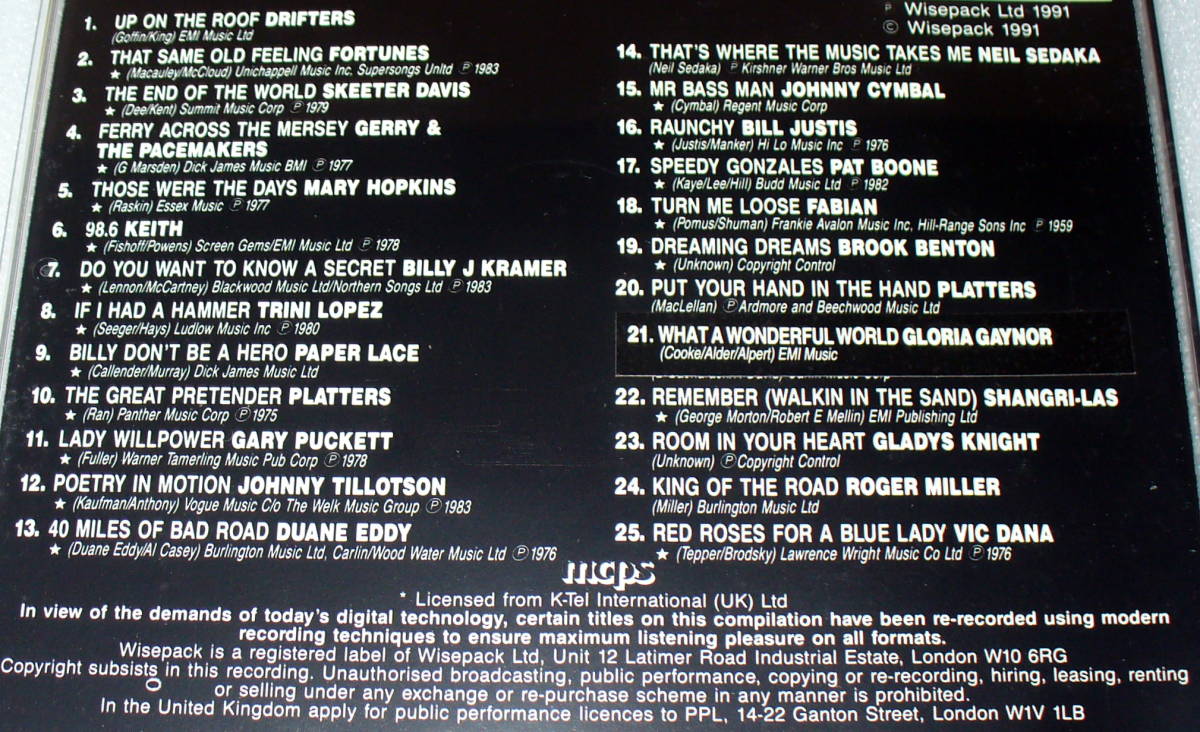 1. UP ON THE ROOF DRIFTERS
(Goffin/King) EMI Music Ltd
2. THAT SAME OLD FEELING FORTUNES
★ (Macauley/McCloud) Unichappell Music Inc. Supersongs Unltd ℗ 1983
3. THE END OF THE WORLD SKEETER DAVIS
★ (Dee/Kent) Summit Music Corp ℗ 1979
4. FERRY ACROSS THE MERSEY GERRY &
THE PACEMAKERS
★ (G Marsden) Dick James Music BMI ℗ 1977
5. THOSE WERE THE DAYS MARY HOPKINS
★ (Raskin) Essex Music ℗ 1977
6. 98.6 KEITH
★ (Fishoff/Powens) Screen Gems/EMI Music Ltd ℗ 1978
7. DO YOU WANT TO KNOW A SECRET BILLY J KRAMER
★ (Lennon/McCartney) Blackwood Music Ltd/Northern Songs Ltd ℗ 1983
8. IF I HAD A HAMMER TRINI LOPEZ
★ (Seeger/Hays) Ludlow Music Inc ℗ 1980
9. BILLY DON'T BE A HERO PAPER LACE
★ (Callender/Murray) Dick James Music Ltd
10. THE GREAT PRETENDER PLATTERS
★ (Ran) Panther Music Corp ℗ 1975
11. LADY WILLPOWER GARY PUCKETT
★ (Fuller) Warner Tamerling Music Pub Corp ℗ 1978
12. POETRY IN MOTION JOHNNY TILLOTSON
★ (Kaufman/Anthony) Vogue Music C/o The Welk Music Group ℗ 1983
13. 40 MILES OF BAD ROAD DUANE EDDY
★ (Duane Eddy/Al Casey) Burlington Music Ltd, Carlin/Wood Water Music Ltd ℗ 1976
℗ Wisepack Ltd 1991
© Wisepack 1991
14. THAT'S WHERE THE MUSIC TAKES ME NEIL SEDAKA
(Neil Sedaka) ℗ Kirshner Warner Bros Music Ltd
15. MR BASS MAN JOHNNY CYMBAL
★ (Cymbal) Regent Music Corp
16. RAUNCHY BILL JUSTIS
★ (Justis/Manker) Hi Lo Music Inc ℗ 1976
17. SPEEDY GONZALES PAT BOONE
★ (Kaye/Lee/Hill) Budd Music Ltd ℗ 1982
18. TURN ME LOOSE FABIAN
★ (Pomus/Shuman) Frankie Avalon Music Inc, Hill-Range Sons Inc ℗ 1959
19. DREAMING DREAMS BROOK BENTON
★ (Unknown) Copyright Control
20. PUT YOUR HAND IN THE HAND PLATTERS
(MacLellan) ℗ Ardmore and Beechwood Music Ltd
21. WHAT A WONDERFUL WORLD GLORIA GAYNOR
(Cooke/Alder/Alpert) EMI Music
22. REMEMBER (WALKIN IN THE SAND) SHANGRI-LAS
★ (George Morton/Robert E Mellin) EMI Publishing Ltd
23. ROOM IN YOUR HEART GLADYS KNIGHT
(Unknown) ℗ Copyright Control
24. KING OF THE ROAD ROGER MILLER
(Miller) Burlington Music Ltd
25. RED ROSES FOR A BLUE LADY VIC DANA
★ (Tepper/Brodsky) Lawrence Wright Music Co Ltd ℗ 1976
mcps
* Licensed from K-Tel International (UK) Ltd
In view of the demands of today's digital technology, certain titles on this compilation have been re-recorded using modern
recording techniques to ensure maximum listening pleasure on all formats.
Wisepack is a registered label of Wisepack Ltd, Unit 12 Latimer Road Industrial Estate, London W10 6RG
Copyright subsists in this recording. Unauthorised broadcasting, public performance, copying or re-recording, hiring, leasing, renting
or selling under any exchange or re-purchase scheme in any manner is prohibited.
In the United Kingdom apply for public performance licences to PPL, 14-22 Ganton Street, London W1V 1LB